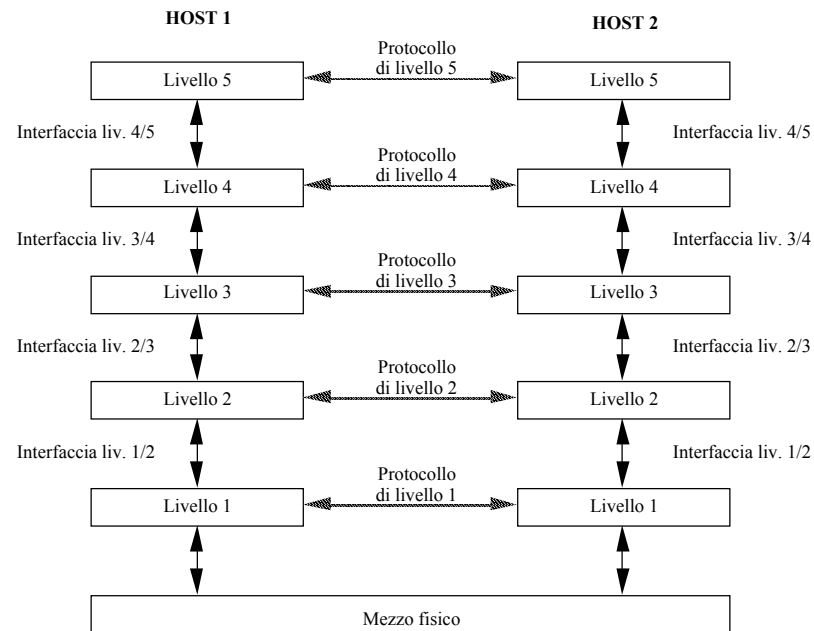 HOST 1
HOST 2
Protocollo
di livello 5
Livello 5
Livello 5
Interfaccia liv. 4/5
Interfaccia liv. 4/5
Protocollo
di livello 4
Livello 4
Livello 4
Interfaccia liv. 3/4
Interfaccia liv. 3/4
Protocollo
di livello 3
Livello 3
Livello 3
Interfaccia liv. 2/3
Interfaccia liv. 2/3
Protocollo
di livello 2
Livello 2
Livello 2
Interfaccia liv. 1/2
Interfaccia liv. 1/2
Protocollo
di livello 1
Livello 1
Livello 1
Mezzo fisico